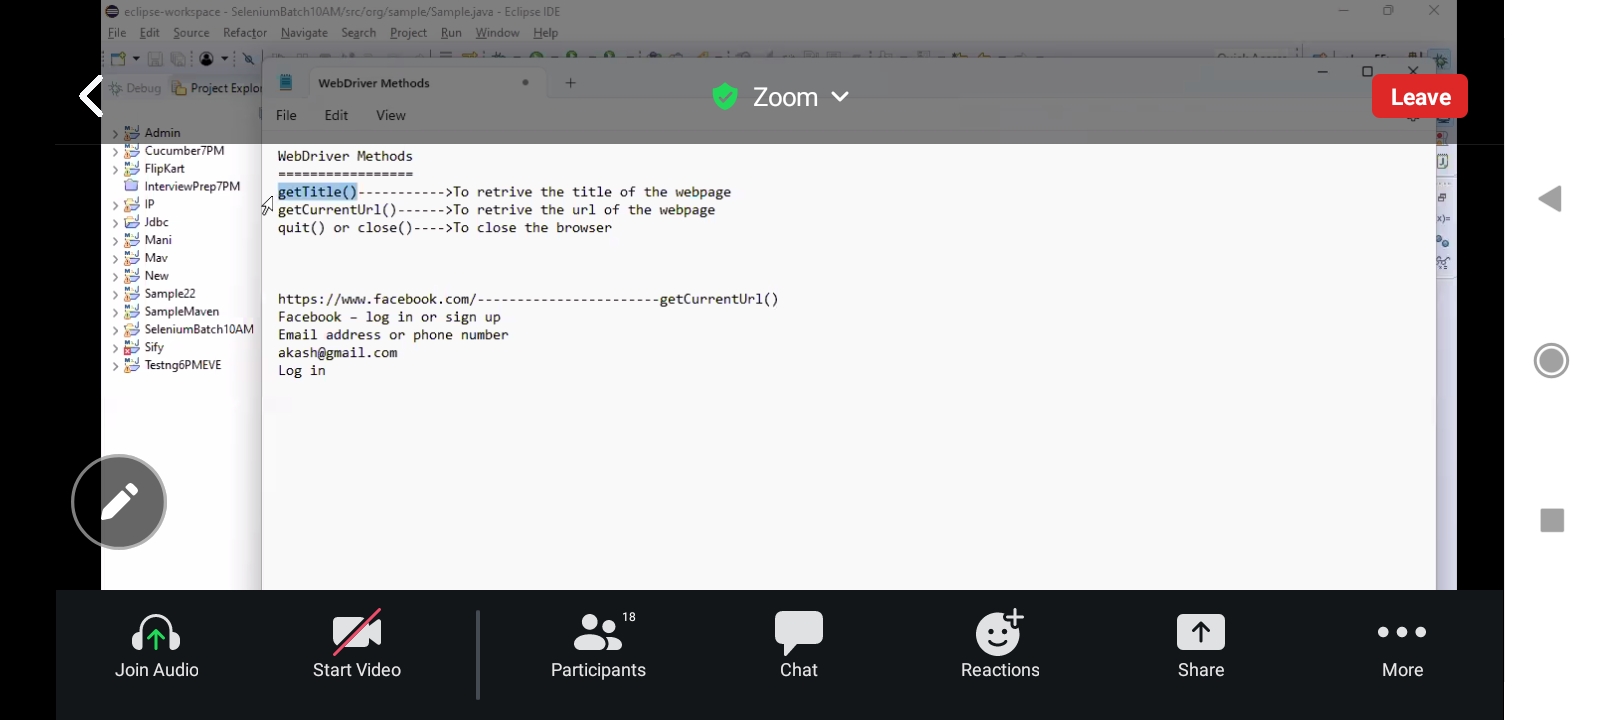 eclipse-workspace - SeleniumBatch10AM/src/org/sample/Sample.java - Eclipse IDE
File Edit Source Refactor Navigate Search Project Run Window Help
Debug Project Explor
WebDriver Methods
Zoom
Leave
File Edit View
Admin
Cucumber7PM
FlipKart
InterviewPrep7PM
IP
Jdbc
Mani
Mav
New
Sample22
SampleMaven
SeleniumBatch10AM
Sify
Testng6PMEVE
WebDriver Methods
=================
getTitle()----------->To retrive the title of the webpage
getCurrentUrl()------>To retrive the url of the webpage
quit() or close()---->To close the browser
https://www.facebook.com/-----------------------getCurrentUrl()
Facebook – log in or sign up
Email address or phone number
akash@gmail.com
Log in
Join Audio
Start Video
18
Participants
Chat
Reactions
Share
More